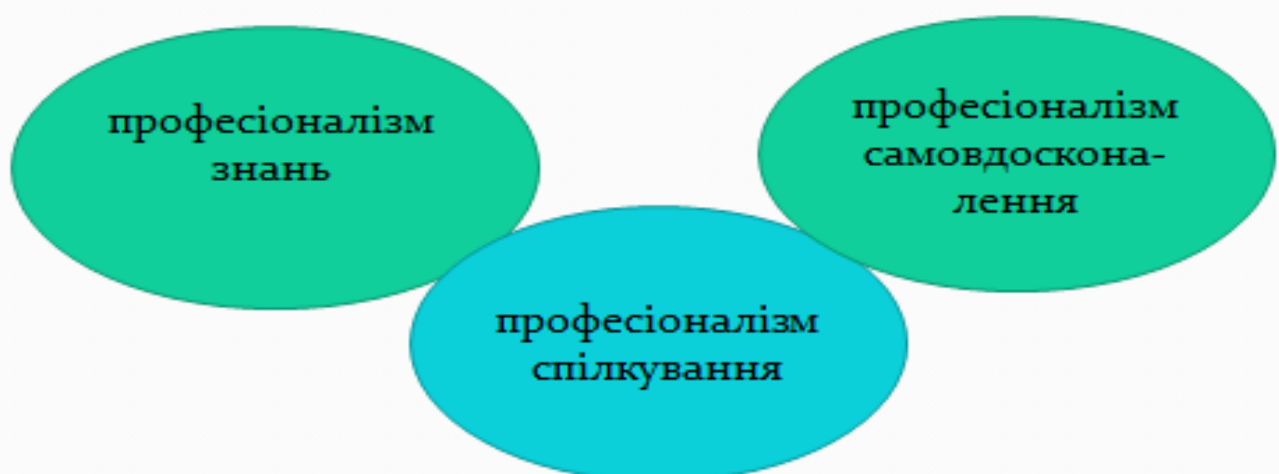 професіоналізм
знань
професіоналізм
самовдоскона-
лення
професіоналізм
спілкування